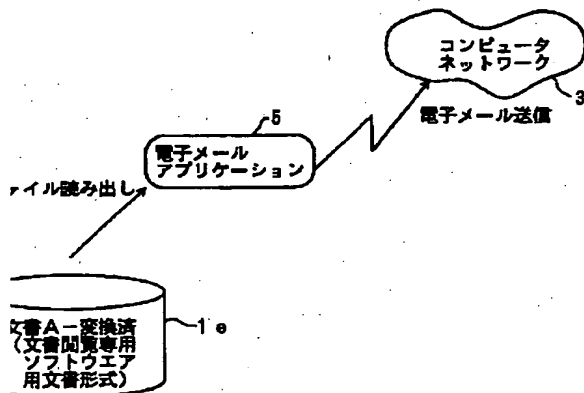 コンピュータ
ネットワーク
3
電子メール送信
5
電子メール
アプリケーション
ァイル読み出し
1e
文書A-変換済
(文書閲覧専用
ソフトウエア
用文書形式)